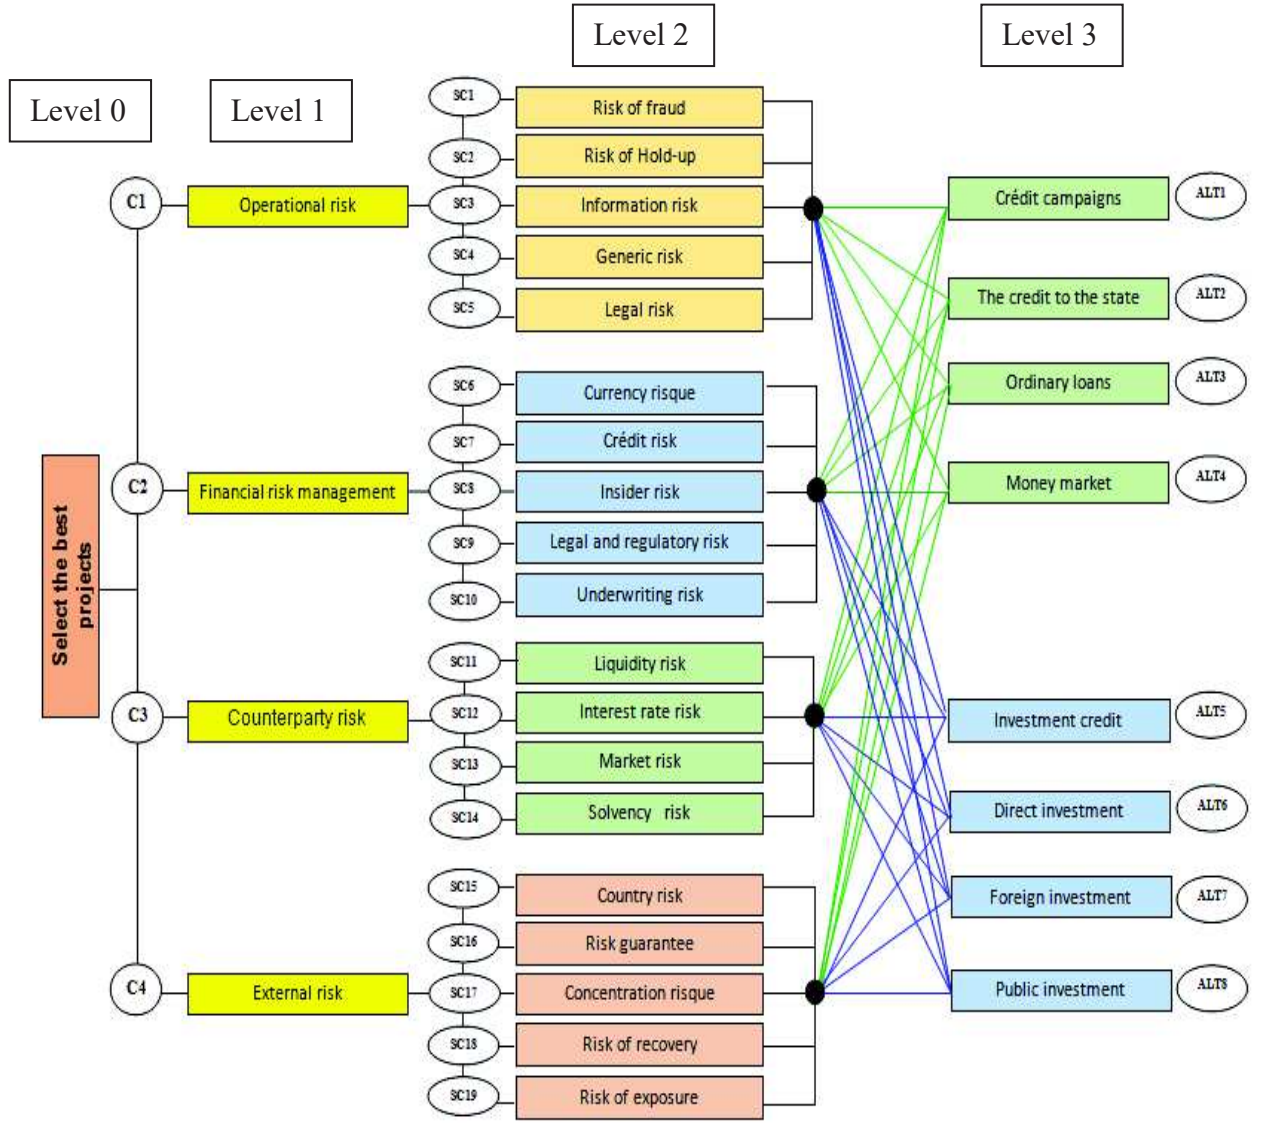 Level 0
Level 1
Level 2
Level 3
Select the best
projects
C1
Operational risk
SC1
Risk of fraud
SC2
Risk of Hold-up
SC3
Information risk
SC4
Generic risk
SC5
Legal risk
C2
Financial risk management
SC6
Currency risque
SC7
Crédit risk
SC8
Insider risk
SC9
Legal and regulatory risk
SC10
Underwriting risk
C3
Counterparty risk
SC11
Liquidity risk
SC12
Interest rate risk
SC13
Market risk
SC14
Solvency risk
C4
External risk
SC15
Country risk
SC16
Risk guarantee
SC17
Concentration risque
SC18
Risk of recovery
SC19
Risk of exposure
Crédit campaigns
ALT1
The credit to the state
ALT2
Ordinary loans
ALT3
Money market
ALT4
Investment credit
ALT5
Direct investment
ALT6
Foreign investment
ALT7
Public investment
ALT8